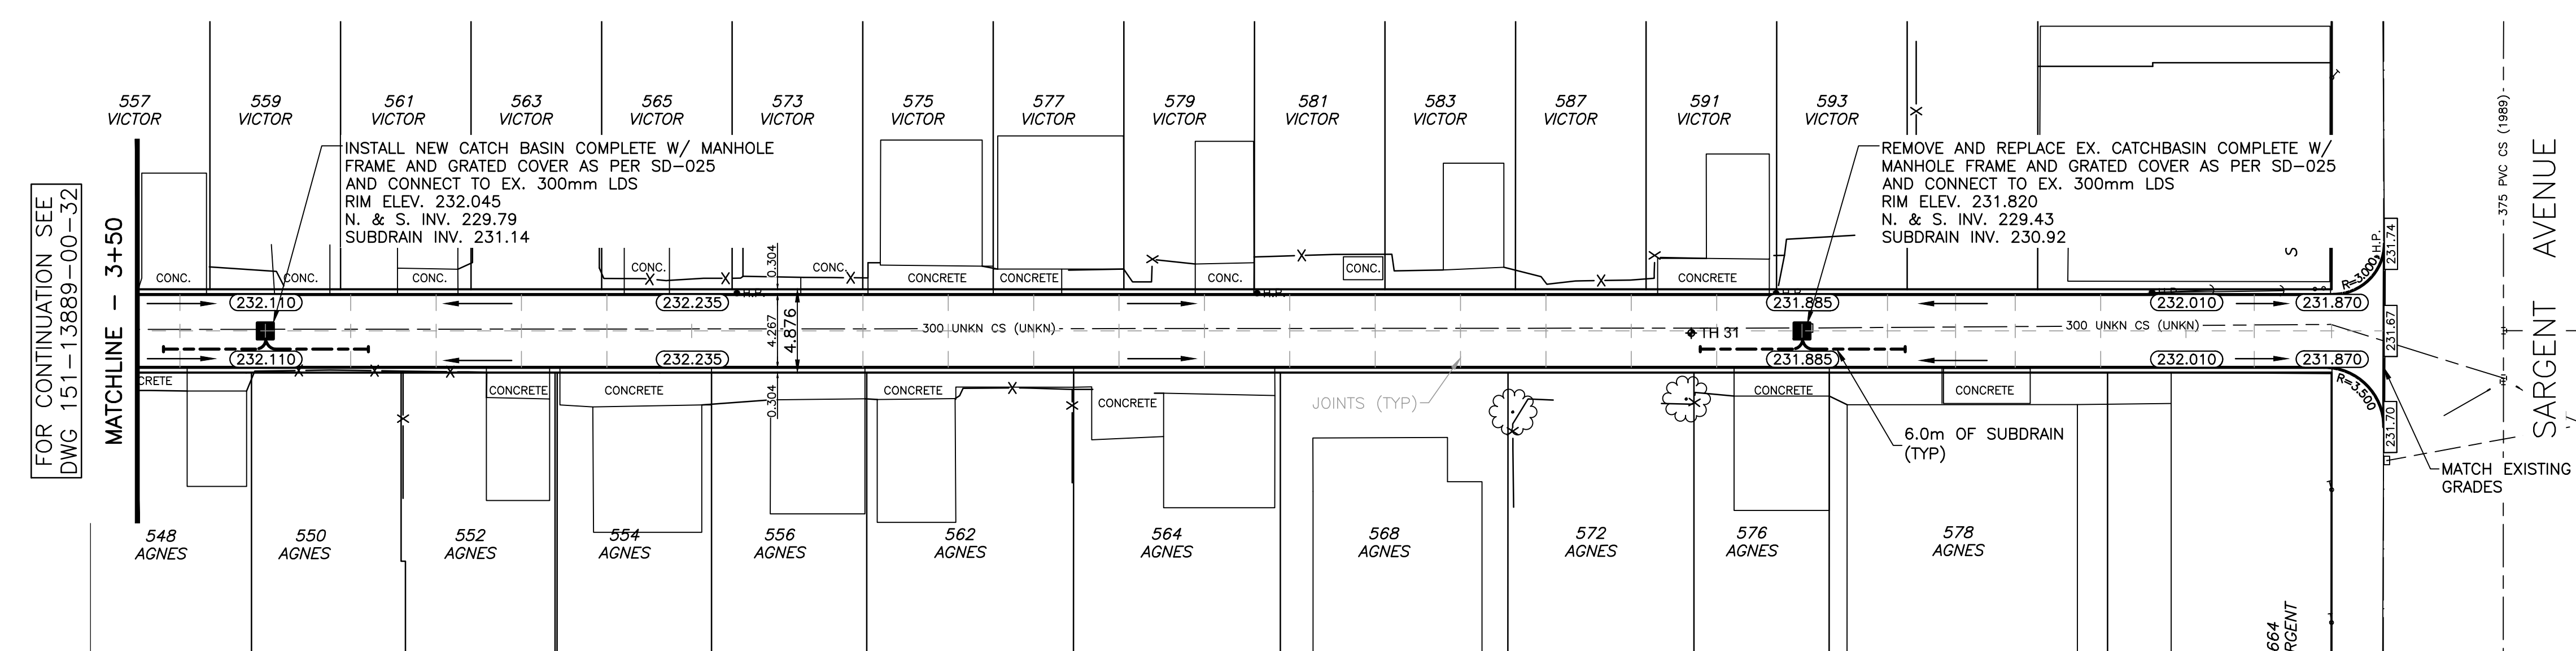 557
VICTOR
559
VICTOR
561
VICTOR
563
VICTOR
565
VICTOR
573
VICTOR
575
VICTOR
577
VICTOR
579
VICTOR
581
VICTOR
583
VICTOR
587
VICTOR
591
VICTOR
593
VICTOR
INSTALL NEW CATCH BASIN COMPLETE W/ MANHOLE
FRAME AND GRATED COVER AS PER SD-025
AND CONNECT TO EX. 300mm LDS
RIM ELEV. 232.045
N. & S. INV. 229.79
SUBDRAIN INV. 231.14
REMOVE AND REPLACE EX. CATCHBASIN COMPLETE W/
MANHOLE FRAME AND GRATED COVER AS PER SD-025
AND CONNECT TO EX. 300mm LDS
RIM ELEV. 231.820
N. & S. INV. 229.43
SUBDRAIN INV. 230.92
FOR CONTINUATION SEE
DWG 151-13889-00-32
MATCHLINE - 3+50
CONC.
CONC.
CONC.
CONC.
CONC
CONCRETE
CONCRETE
CONC.
CONC.
CONCRETE
S
0.304
4.267
4.876
0.304
232.110
232.235
H.P.
H.P.
231.885
232.010
231.870
R=3.000
H.P.
231.74
300 UNKN CS (UNKN)
TH 31
300 UNKN CS (UNKN)
231.67
232.110
232.235
231.885
232.010
231.870
R=3.500
231.70
375 PVC CS (1989)
SARGENT AVENUE
CRETE
CONCRETE
CONCRETE
CONCRETE
CONCRETE
JOINTS (TYP)
CONCRETE
CONCRETE
6.0m OF SUBDRAIN
(TYP)
MATCH EXISTING
GRADES
548
AGNES
550
AGNES
552
AGNES
554
AGNES
556
AGNES
562
AGNES
564
AGNES
568
AGNES
572
AGNES
576
AGNES
578
AGNES
664
RGENT